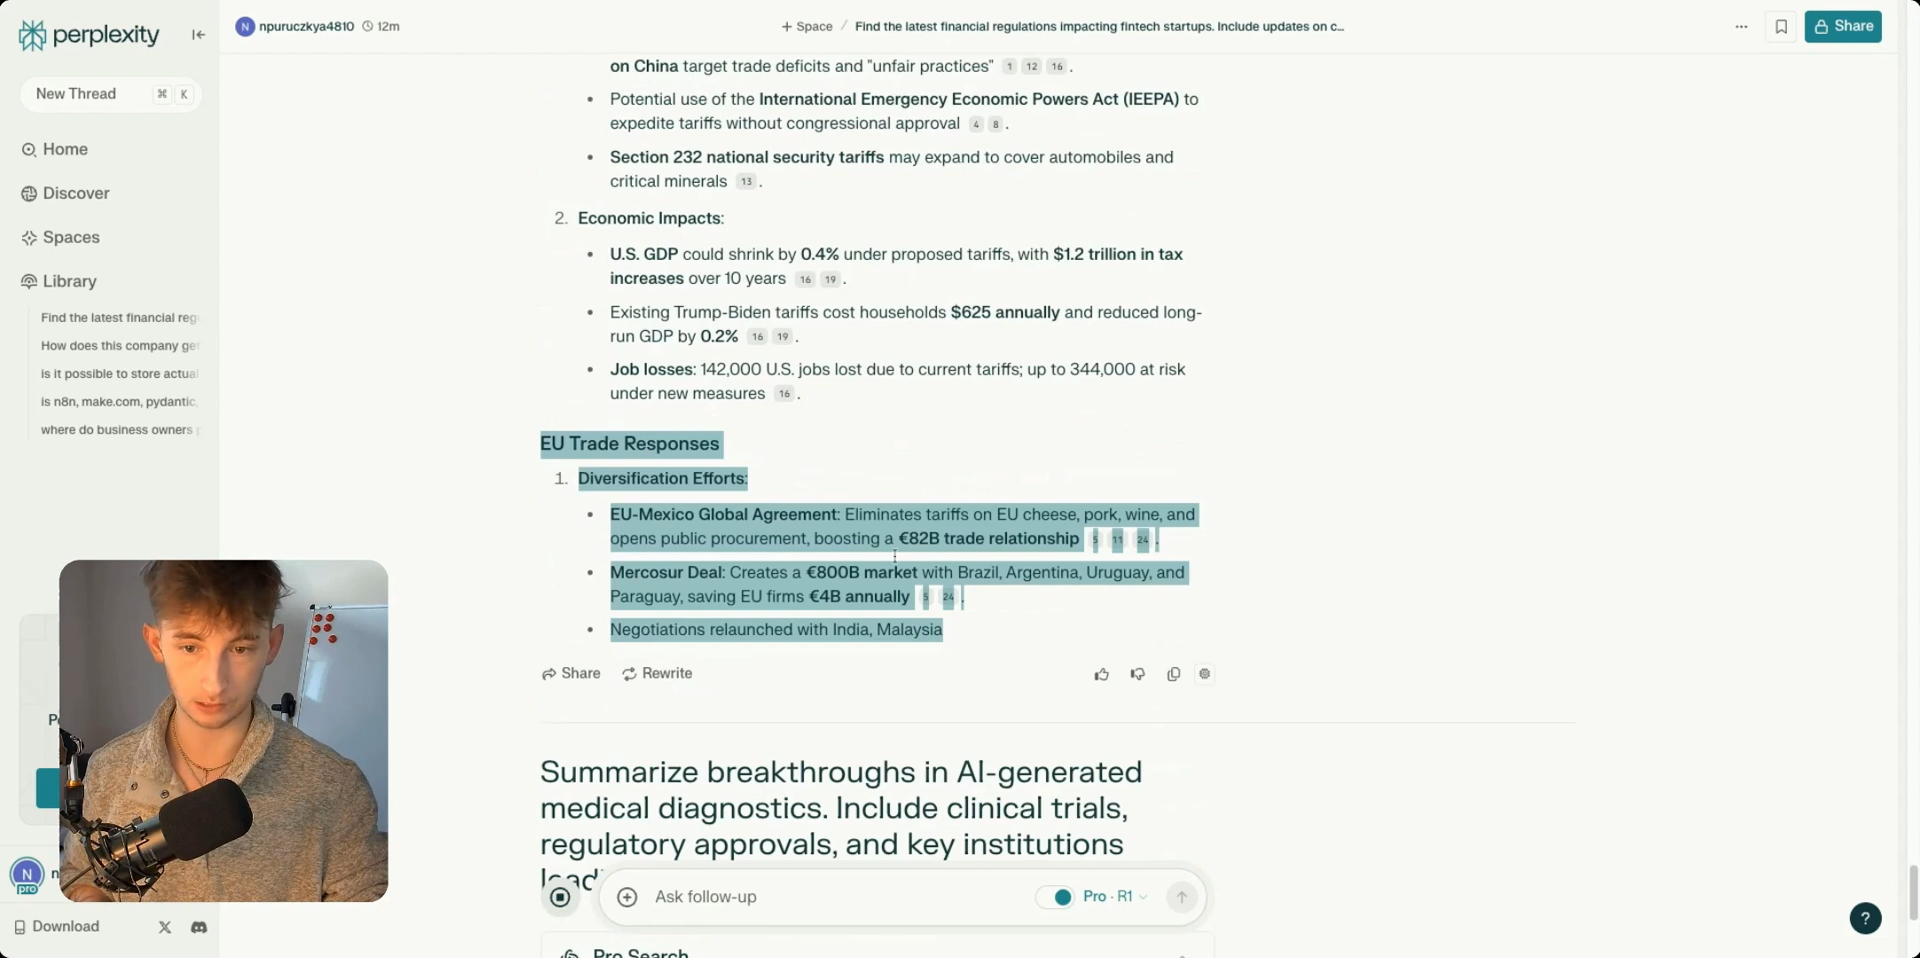 perplexity
New Thread ⌘ K
Home
Discover
Spaces
Library
Find the latest financial reg
How does this company ge
is it possible to store actual
is n8n, make.com, pydantic,
where do business owners
N
pro
Download
N npuruczkya4810 12m
+ Space / Find the latest financial regulations impacting fintech startups. Include updates on c...
Share
on China target trade deficits and "unfair practices" 1 12 16 .
• Potential use of the International Emergency Economic Powers Act (IEEPA) to
expedite tariffs without congressional approval 4 8 .
• Section 232 national security tariffs may expand to cover automobiles and
critical minerals 13 .
2. Economic Impacts:
• U.S. GDP could shrink by 0.4% under proposed tariffs, with $1.2 trillion in tax
increases over 10 years 16 19 .
• Existing Trump-Biden tariffs cost households $625 annually and reduced long-
run GDP by 0.2% 16 19 .
• Job losses: 142,000 U.S. jobs lost due to current tariffs; up to 344,000 at risk
under new measures 16 .
EU Trade Responses
1. Diversification Efforts:
• EU-Mexico Global Agreement: Eliminates tariffs on EU cheese, pork, wine, and
opens public procurement, boosting a €82B trade relationship 5 11 24 .
• Mercosur Deal: Creates a €800B market with Brazil, Argentina, Uruguay, and
Paraguay, saving EU firms €4B annually 5 24 .
• Negotiations relaunched with India, Malaysia
Share Rewrite
Summarize breakthroughs in AI-generated
medical diagnostics. Include clinical trials,
regulatory approvals, and key institutions
Ask follow-up Pro · R1
Pro Search
?